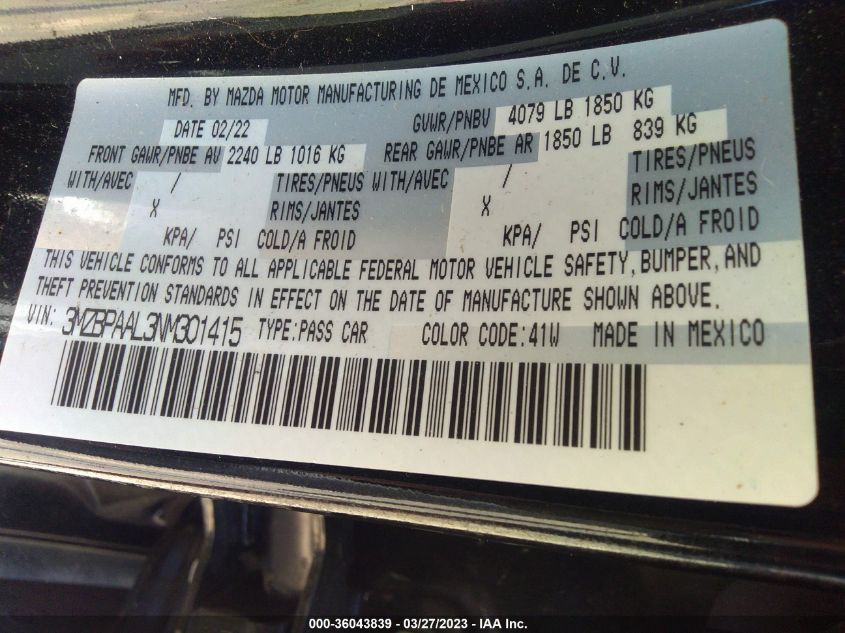 MFD. BY MAZDA MOTOR MANUFACTURING DE MEXICO S.A. DE C.V.
DATE 02/22 GVWR/PNBV 4079 LB 1850 KG
FRONT GAWR/PNBE AV 2240 LB 1016 KG REAR GAWR/PNBE AR 1850 LB 839 KG
WITH/AVEC / TIRES/PNEUS WITH/AVEC / TIRES/PNEUS
X RIMS/JANTES X RIMS/JANTES
KPA/ PSI COLD/A FROID KPA/ PSI COLD/A FROID
THIS VEHICLE CONFORMS TO ALL APPLICABLE FEDERAL MOTOR VEHICLE SAFETY, BUMPER, AND
THEFT PREVENTION STANDARDS IN EFFECT ON THE DATE OF MANUFACTURE SHOWN ABOVE.
VIN: 3MZBPAAL3NM301415 TYPE:PASS CAR COLOR CODE:41W MADE IN MEXICO
000-36043839 - 03/27/2023 - IAA Inc.